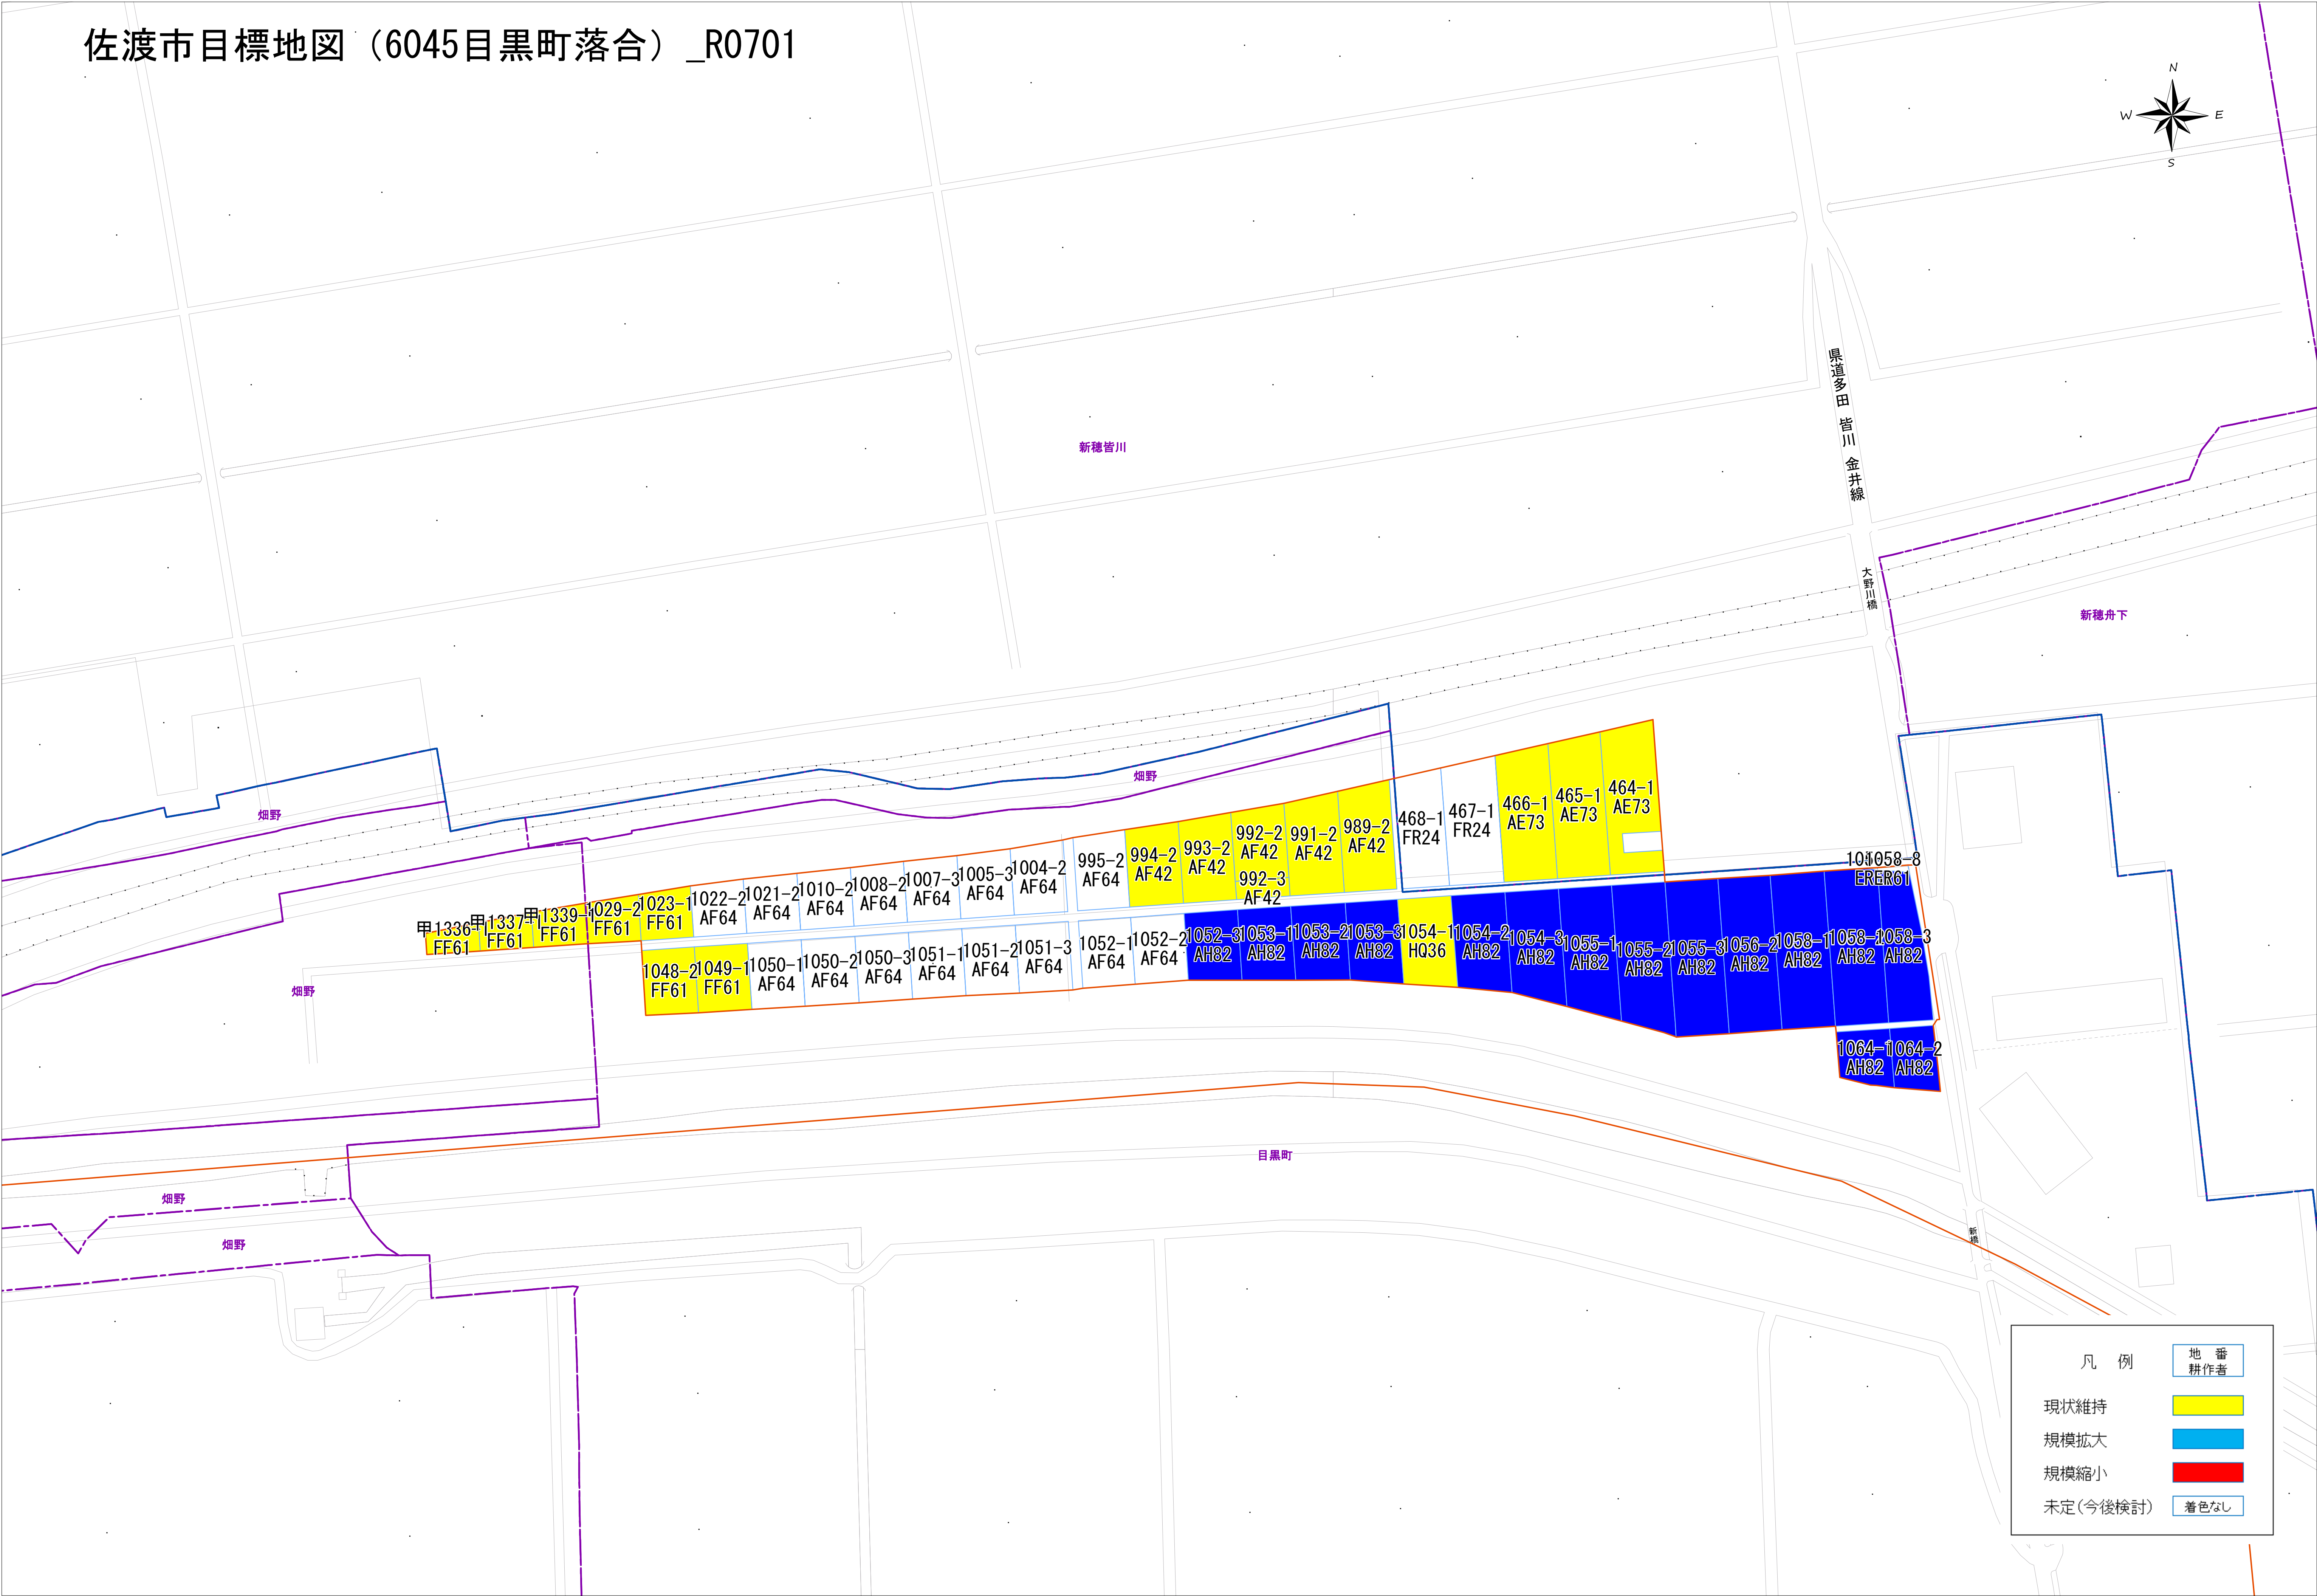 佐渡市目標地図（6045目黒町落合）_R0701
N
W
E
S
県道多田 皆川 金井線
新穂皆川
大野川橋
新穂舟下
畑野
畑野
464-1
AE73
465-1
AE73
466-1
AE73
467-1
FR24
468-1
FR24
989-2
AF42
991-2
AF42
992-2
AF42
992-3
AF42
993-2
AF42
994-2
AF42
995-2
AF64
1004-2
AF64
1005-3
AF64
1007-3
AF64
1008-2
AF64
1010-2
AF64
1021-2
AF64
1022-2
AF64
1023-1
FF61
1029-2
FF61
甲1339-
FF61
甲1337-
FF61
甲1336-1
FF61
1048-2
FF61
1049-1
FF61
1050-1
AF64
1050-2
AF64
1050-3
AF64
1051-1
AF64
1051-2
AF64
1051-3
AF64
1052-1
AF64
1052-2
AF64
1052-3
AH82
1053-1
AH82
1053-2
AH82
1053-3
AH82
1054-1
HQ36
1054-2
AH82
1054-3
AH82
1055-1
AH82
1055-2
AH82
1055-3
AH82
1056-2
AH82
1058-1
AH82
1058-2
AH82
1058-3
AH82
1064-1
AH82
1064-2
AH82
畑野
目黒町
畑野
畑野
新橋
凡 例
地 番
耕作者
現状維持
規模拡大
規模縮小
未定（今後検討）
着色なし